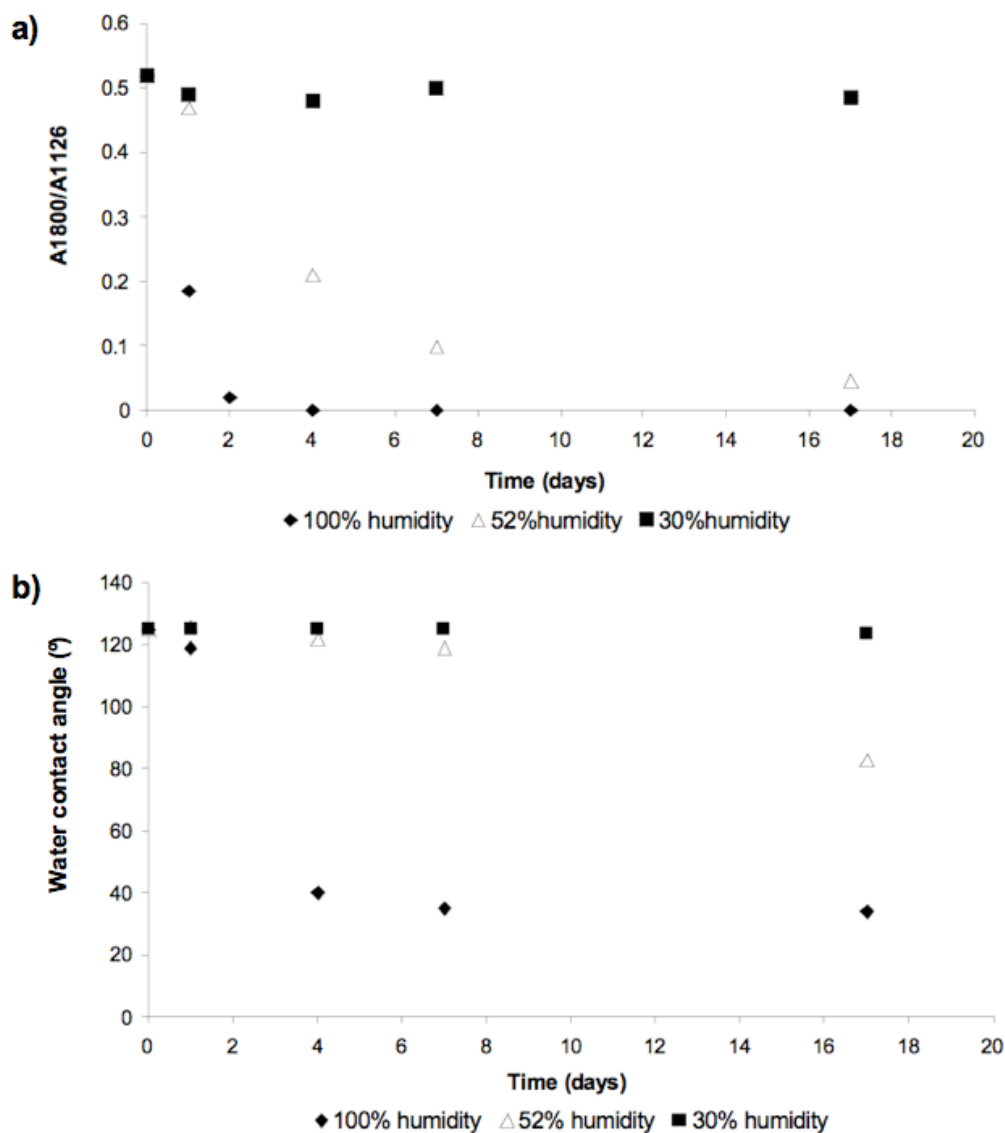 a)
A1800/A1126
0.6
0.5
0.4
0.3
0.2
0.1
0
0 2 4 6 8 10 12 14 16 18 20
Time (days)
100% humidity 52%humidity 30%humidity
b)
Water contact angle (º)
140
120
100
80
60
40
20
0
0 2 4 6 8 10 12 14 16 18 20
Time (days)
100% humidity 52% humidity 30% humidity